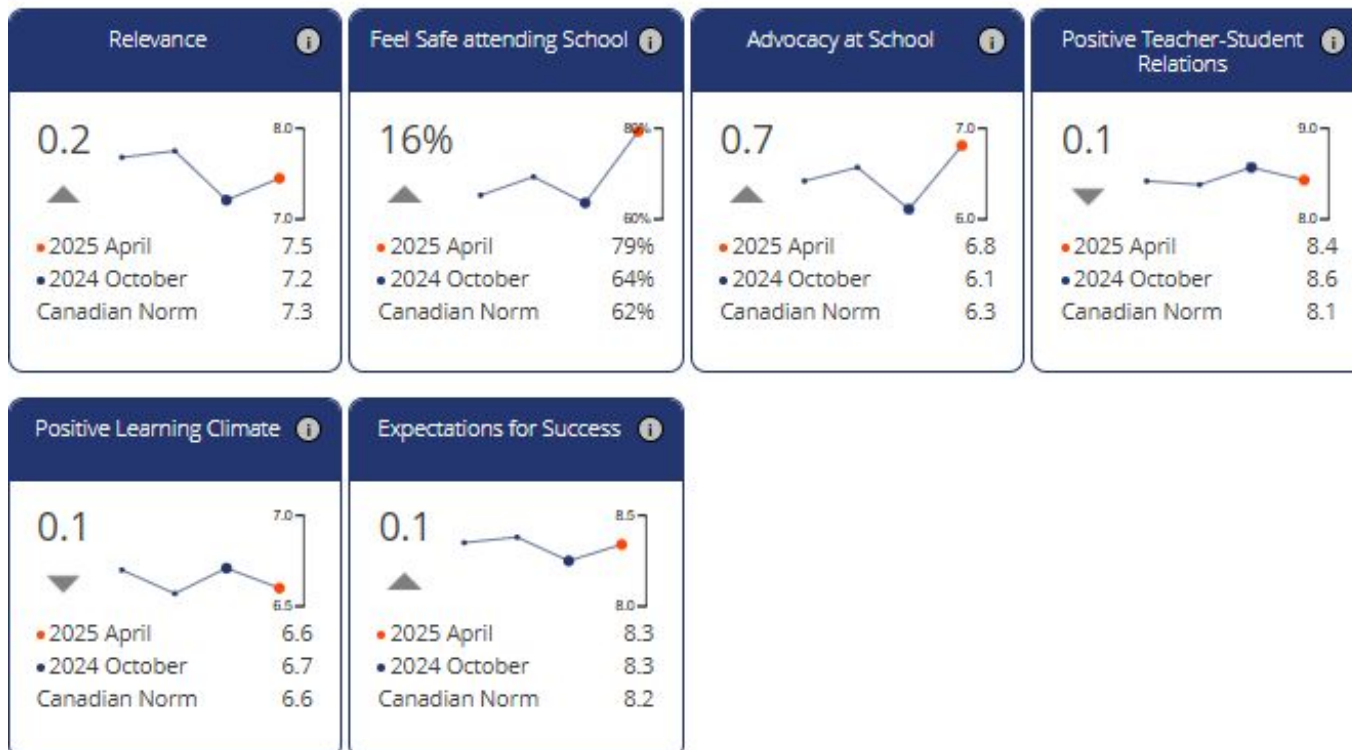 Relevance
0.2
8.0
7.0
2025 April 7.5
2024 October 7.2
Canadian Norm 7.3
Feel Safe attending School
16%
80%
60%
2025 April 79%
2024 October 64%
Canadian Norm 62%
Advocacy at School
0.7
7.0
6.0
2025 April 6.8
2024 October 6.1
Canadian Norm 6.3
Positive Teacher-Student
Relations
0.1
9.0
8.0
2025 April 8.4
2024 October 8.6
Canadian Norm 8.1
Positive Learning Climate
0.1
7.0
6.5
2025 April 6.6
2024 October 6.7
Canadian Norm 6.6
Expectations for Success
0.1
8.5
8.0
2025 April 8.3
2024 October 8.3
Canadian Norm 8.2